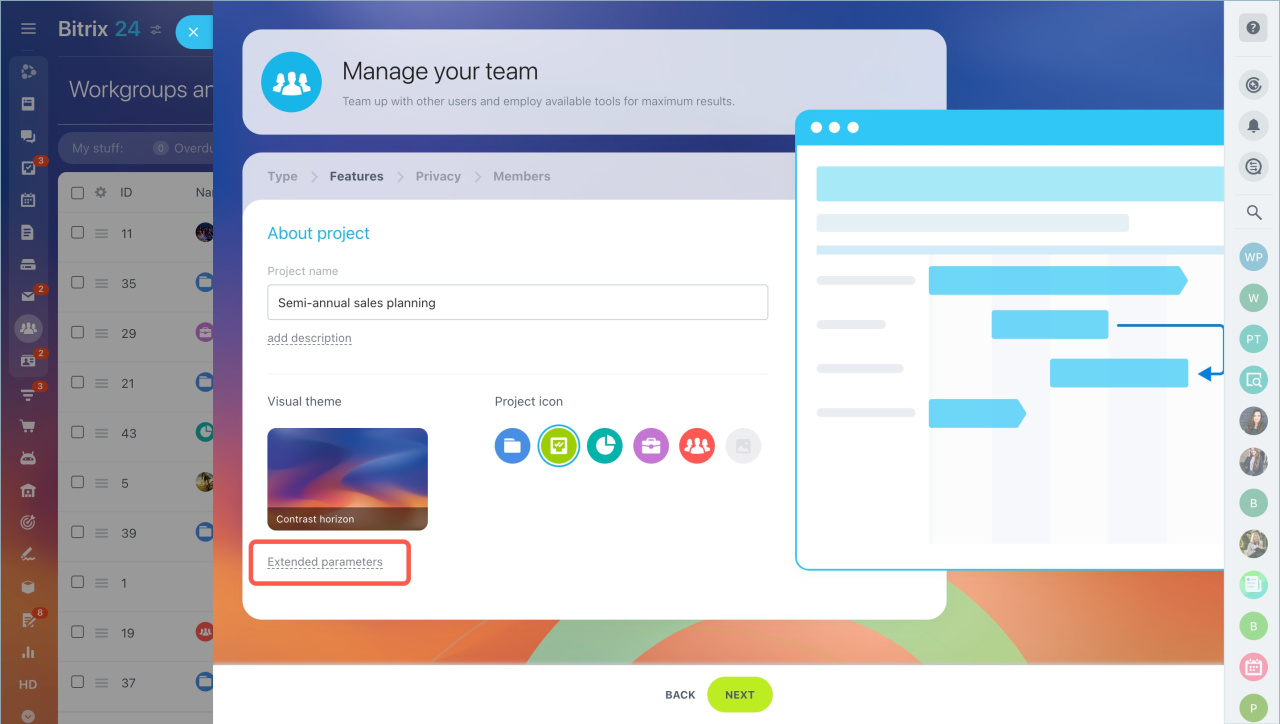 Bitrix 24
Workgroups an
My stuff: 0 Overdu
ID Nar
11
35
29
21
43
5
39
1
19
37
3
2
2
3
8
HD
Manage your team
Team up with other users and employ available tools for maximum results.
Type Features Privacy Members
About project
Project name
Semi-annual sales planning
add description
Visual theme
Project icon
Contrast horizon
Extended parameters
BACK NEXT
?
WP
W
PT
B
B
P